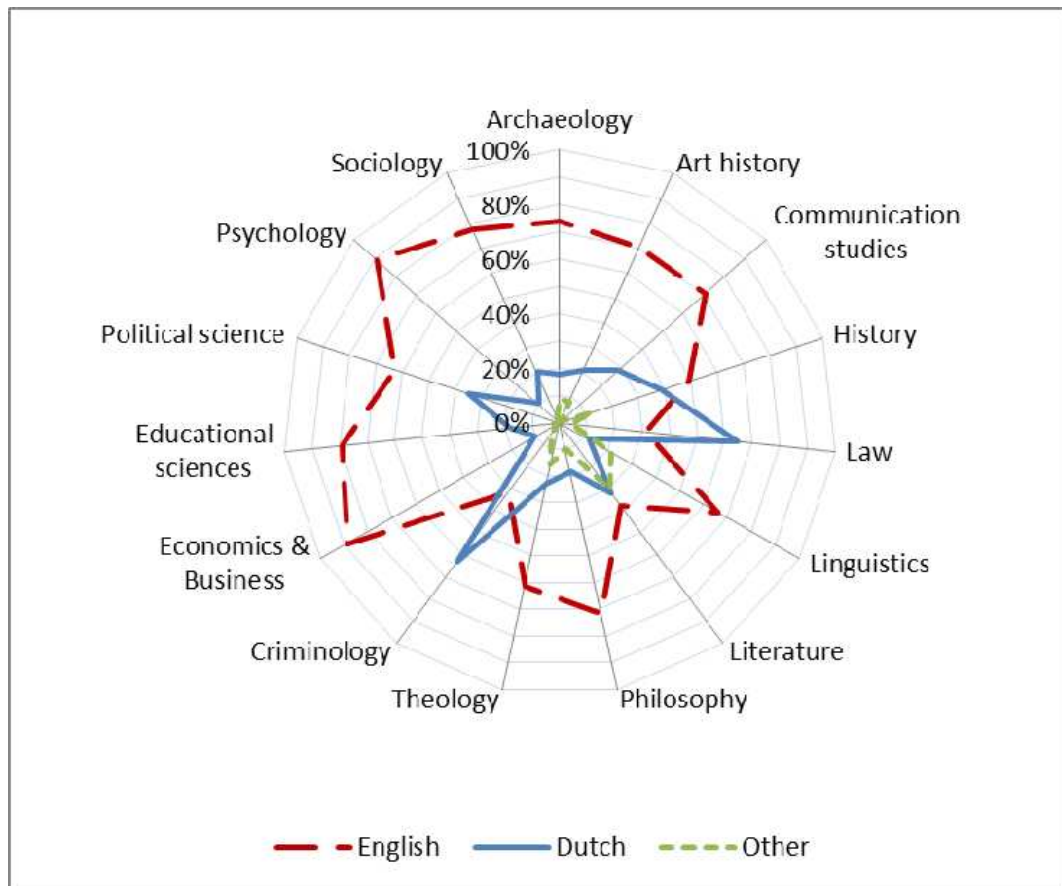 Archaeology
100%
Sociology
Art history
80%
Psychology
Communication
studies
60%
40%
Political science
History
20%
0%
Educational
sciences
Law
Economics &
Business
Linguistics
Criminology
Literature
Theology
Philosophy
English
Dutch
Other